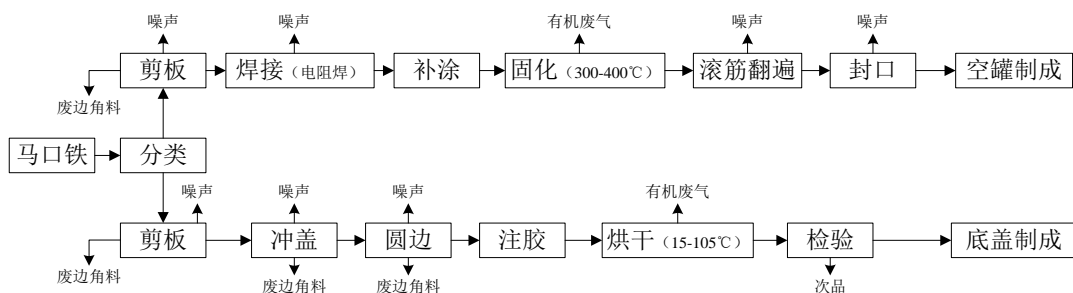 噪声
噪声
有机废气
噪声
噪声
剪板
焊接（电阻焊）
补涂
固化（300-400℃）
滚筋翻遍
封口
空罐制成
废边角料
马口铁
分类
噪声
噪声
噪声
有机废气
剪板
冲盖
圆边
注胶
烘干（15-105℃）
检验
底盖制成
废边角料
废边角料
废边角料
次品